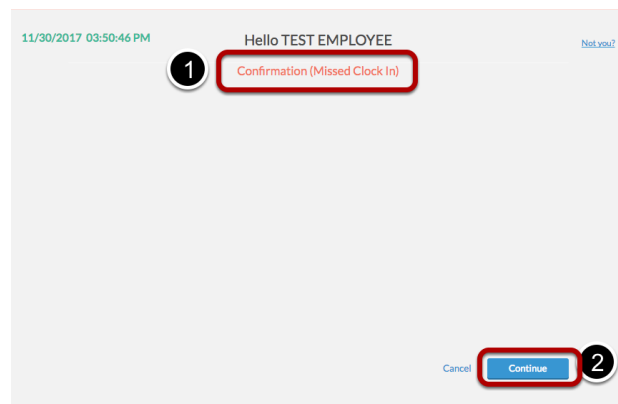 11/30/2017 03:50:46 PM
Hello TEST EMPLOYEE
Not you?
1
Confirmation (Missed Clock In)
Cancel
Continue
2